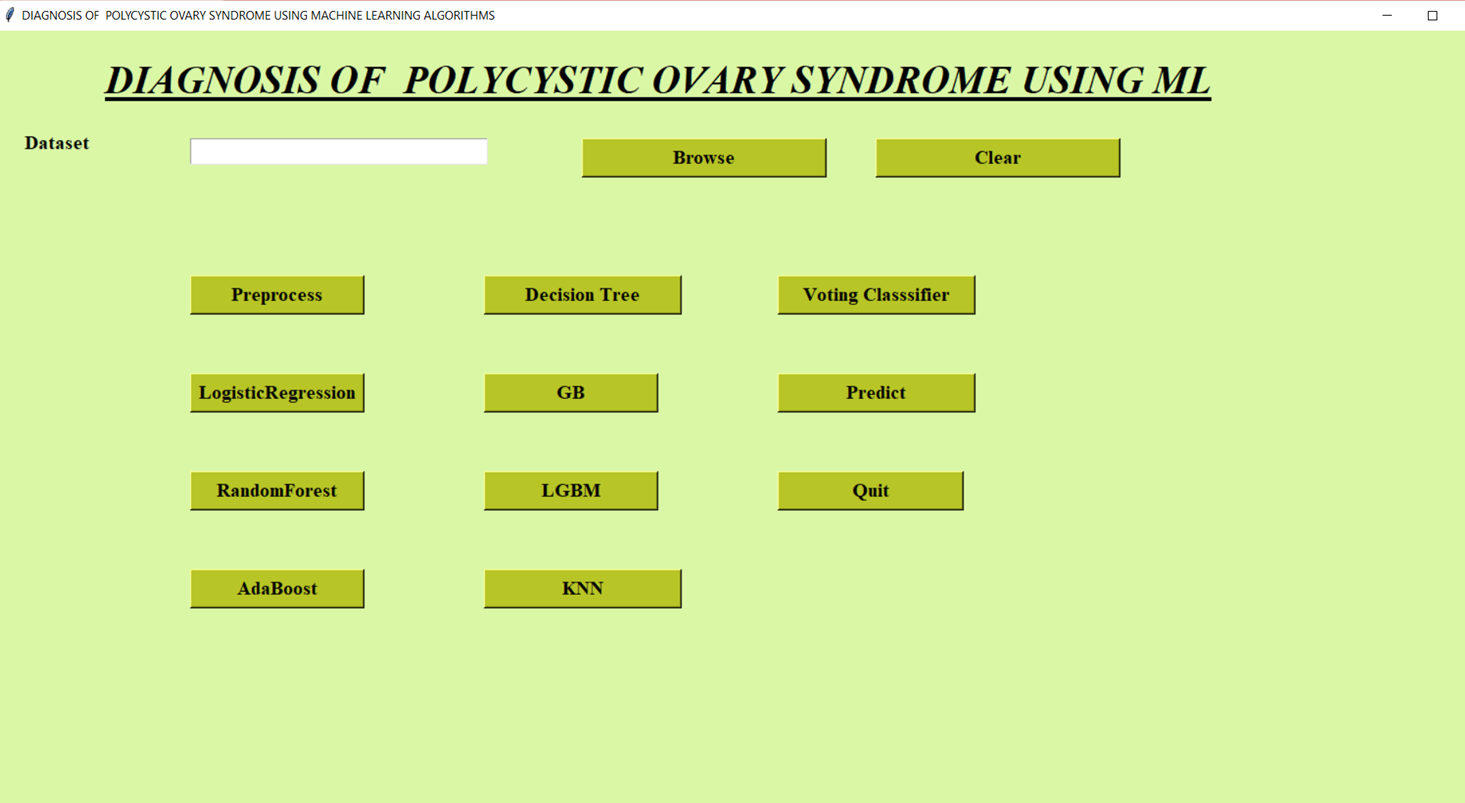 DIAGNOSIS OF  POLYCYSTIC OVARY SYNDROME USING MACHINE LEARNING ALGORITHMS
DIAGNOSIS OF  POLYCYSTIC OVARY SYNDROME USING ML
Dataset Browse Clear
Preprocess Decision Tree Voting Classsifier
LogisticRegression GB Predict
RandomForest LGBM Quit
AdaBoost KNN